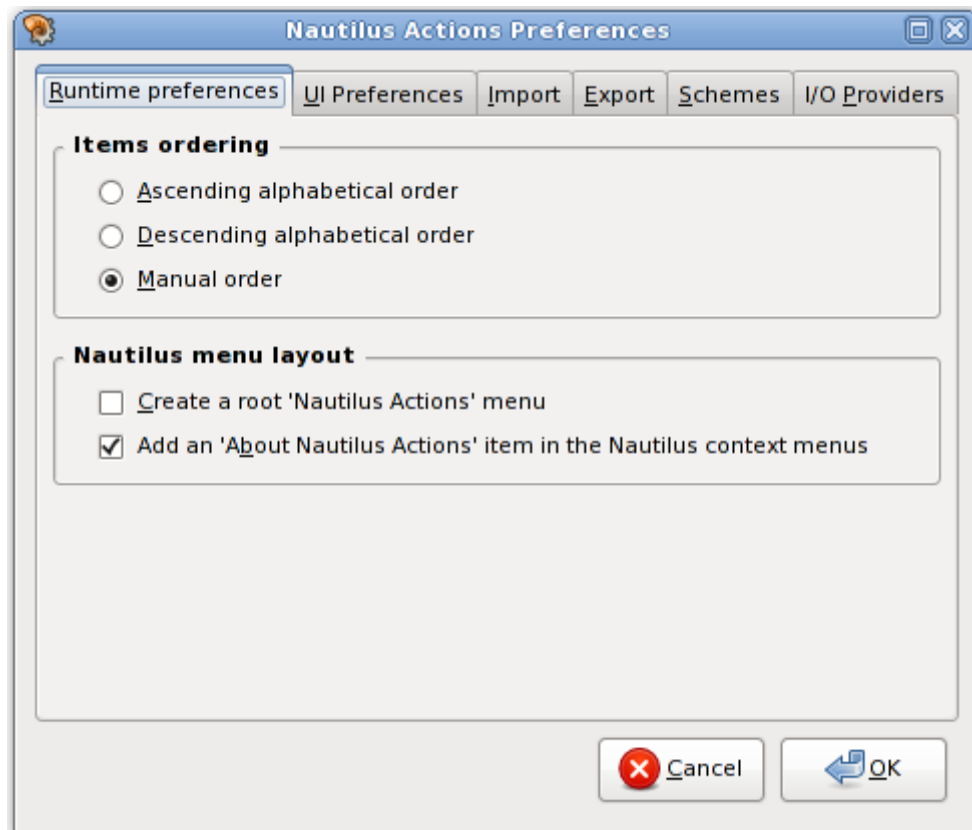 Nautilus Actions Preferences
Runtime preferences UI Preferences Import Export Schemes I/O Providers
Items ordering
Ascending alphabetical order
Descending alphabetical order
Manual order
Nautilus menu layout
Create a root 'Nautilus Actions' menu
Add an 'About Nautilus Actions' item in the Nautilus context menus
Cancel OK